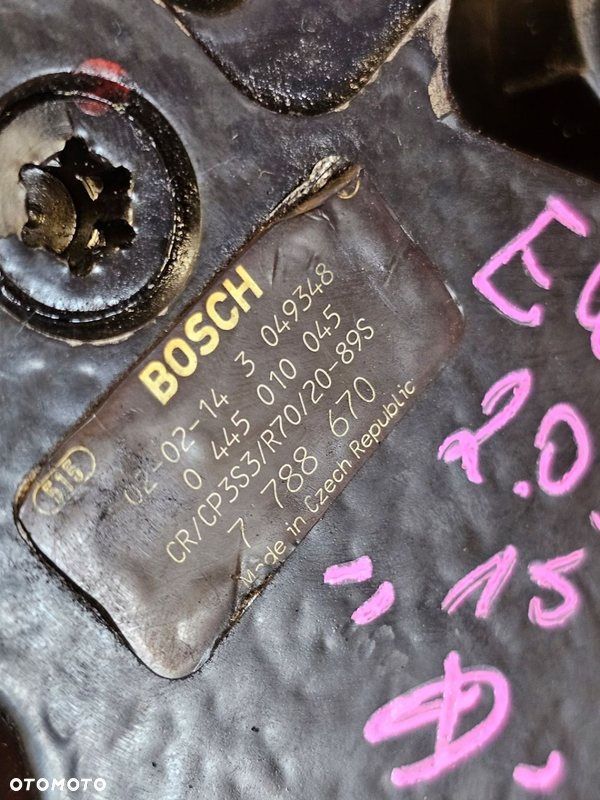 BOSCH
02-02-14 3 049348
0 445 010 045
CR/CP3S3/R70/20-89S
7 788 670
Made in Czech Republic
515
2.0
"15"
D.
OTOMOTO